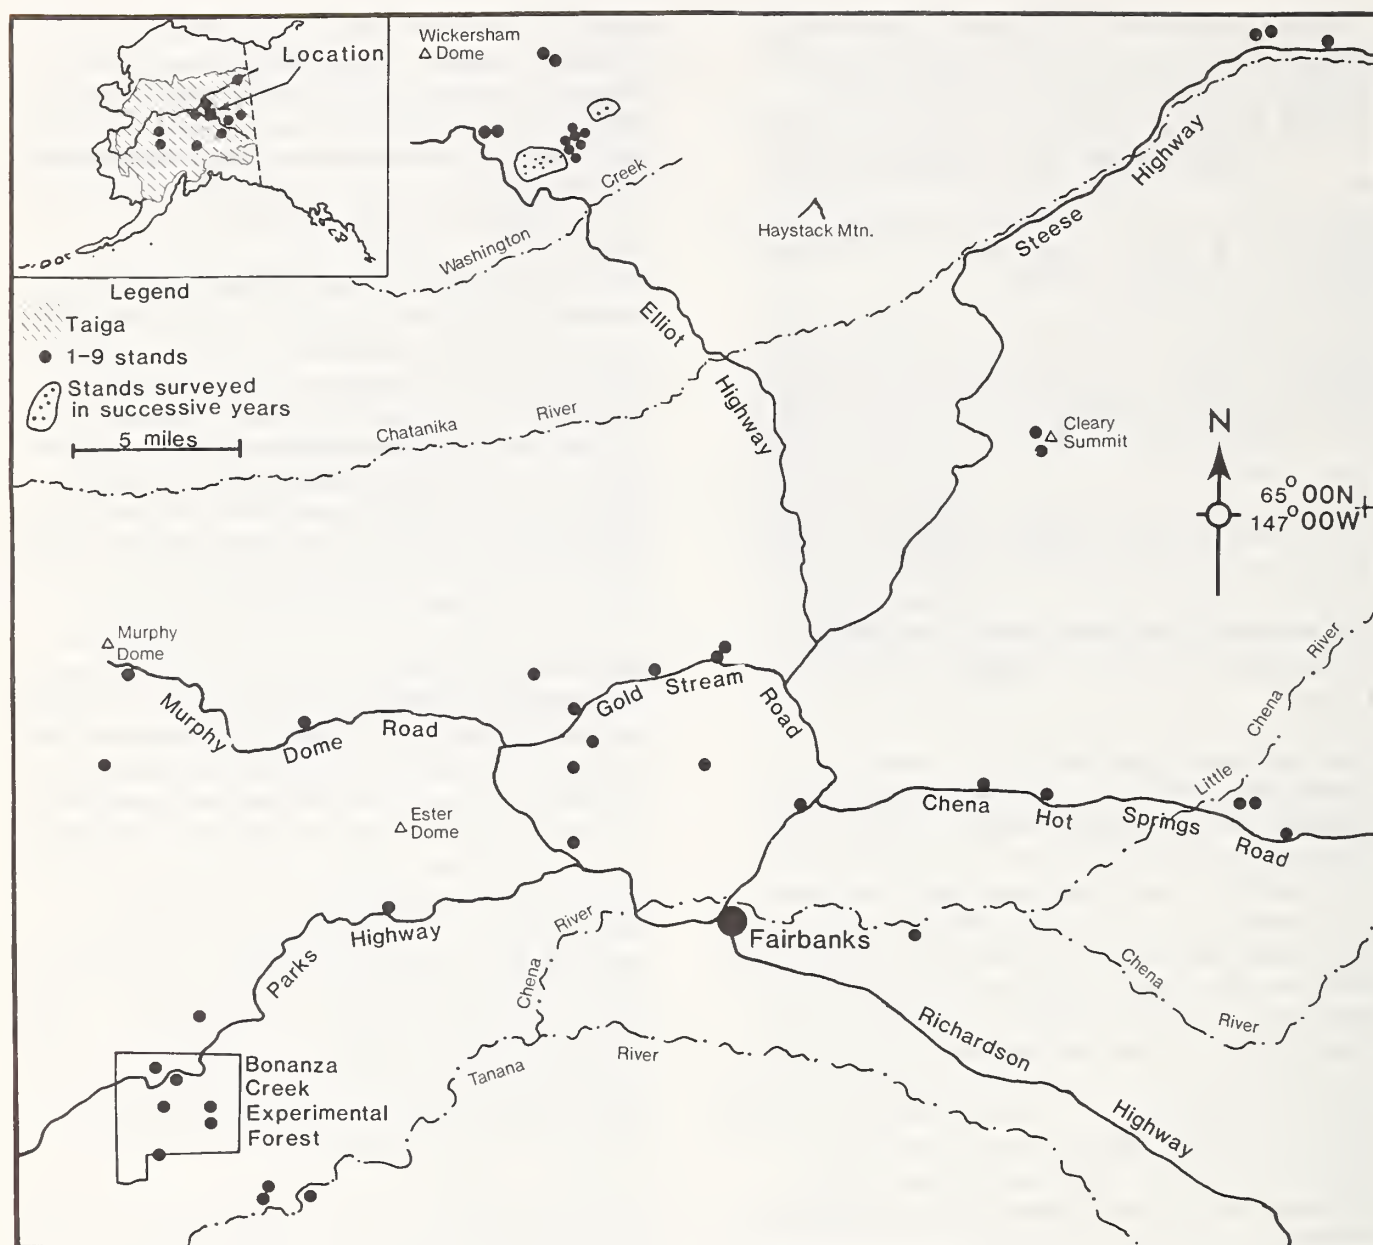 Location
Wickersham
Dome
Creek
Washington
Haystack Mtn.
Steese Highway
Legend
Taiga
1-9 stands
Stands surveyed
in successive years
5 miles
Elliot Highway
Chatanika River
Cleary
Summit
N
65° 00N
147° 00W
Murphy
Dome
Murphy Dome Road
Gold Stream Road
Ester
Dome
Little Chena River
Chena Hot Springs Road
Parks Highway
Chena River
Fairbanks
Chena River
Richardson Highway
Tanana River
Bonanza
Creek
Experimental
Forest